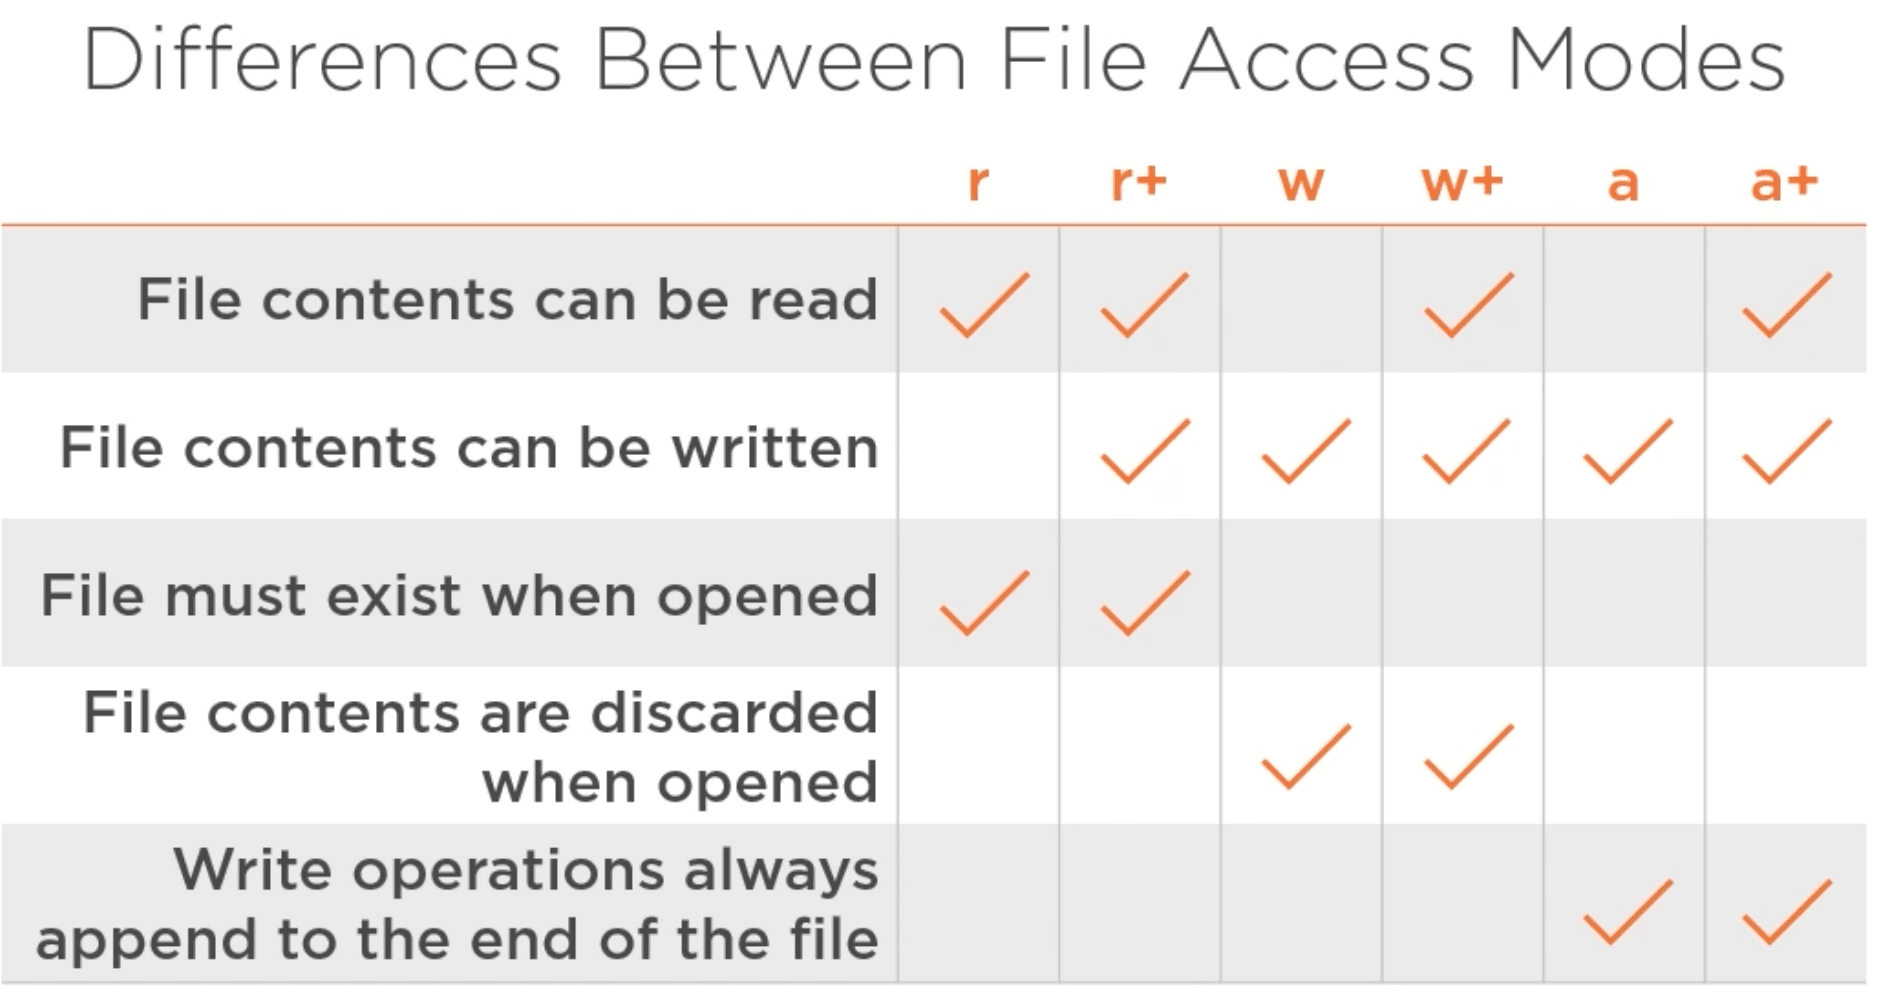 Differences Between File Access Modes
r r+ w w+ a a+
File contents can be read
File contents can be written
File must exist when opened
File contents are discarded
when opened
Write operations always
append to the end of the file